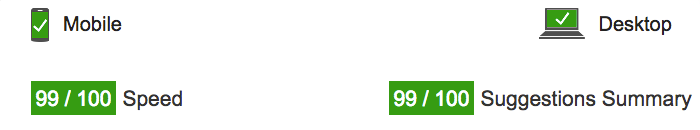 Mobile
Desktop
99 / 100 Speed
99 / 100 Suggestions Summary